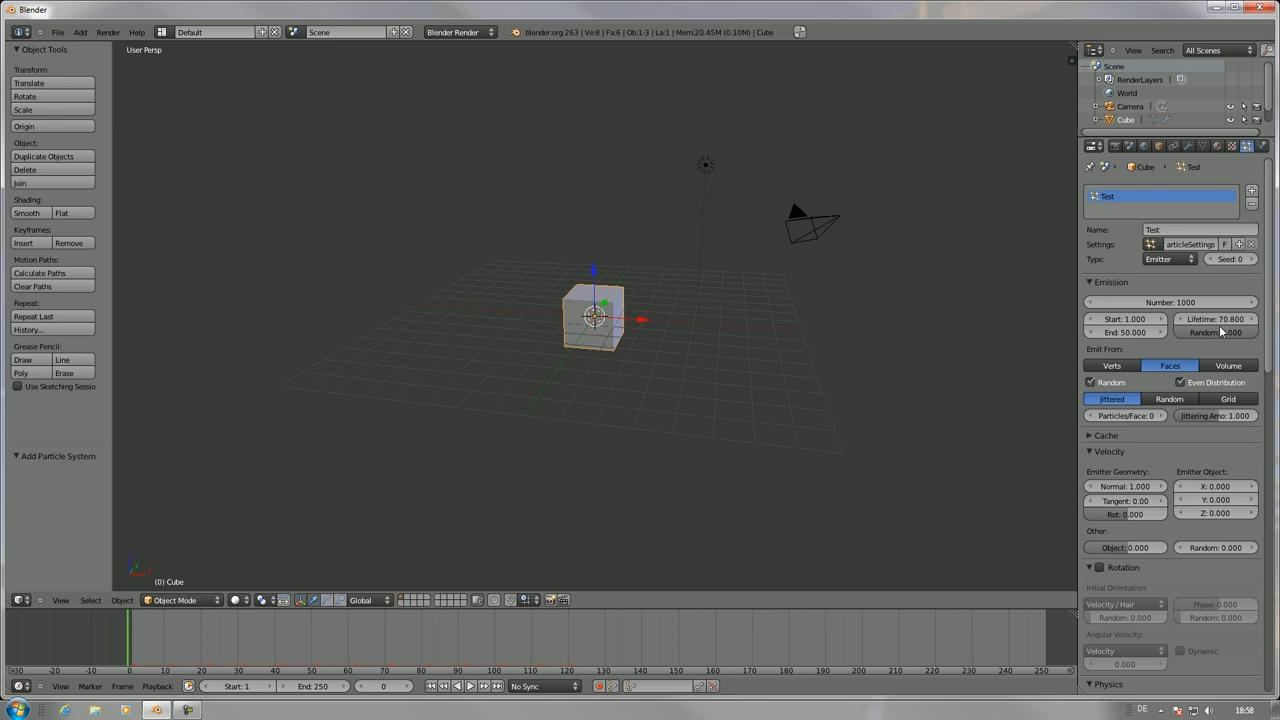 Blender
File Add Render Help Default Scene Blender Render blender.org 263 | Ve:8 | Fa:6 | Ob:1-3 | La:1 | Mem:20.45M (0.10M) | Cube
Object Tools
Transform:
Translate
Rotate
Scale
Origin
Object:
Duplicate Objects
Delete
Join
Shading:
Smooth Flat
Keyframes:
Insert Remove
Motion Paths:
Calculate Paths
Clear Paths
Repeat:
Repeat Last
History...
Grease Pencil:
Draw Line
Poly Erase
Use Sketching Sessio
Add Particle System
User Persp
(0) Cube
View Select Object Object Mode Global
-30 -20 -10 0 10 20 30 40 50 60 70 80 90 100 110 120 130 140 150 160 170 180 190 200 210 220 230 240 250
View Marker Frame Playback Start: 1 End: 250 0 No Sync
View Search All Scenes
Scene
RenderLayers
World
Camera
Cube
Cube Test
Test
Name: Test
Settings: articleSettings F
Type: Emitter Seed: 0
Emission
Number: 1000
Start: 1.000 Lifetime: 70.800
End: 50.000
Emit From:
Verts Faces Volume
Random Even Distribution
Jittered Random Grid
Particles/Face: 0 Jittering Amo: 1.000
Cache
Velocity
Emitter Geometry: Emitter Object:
Normal: 1.000 X: 0.000
Tangent: 0.00 Y: 0.000
Rot: 0.000 Z: 0.000
Other:
Object: 0.000 Random: 0.000
Rotation
Initial Orientation:
Velocity / Hair Phase: 0.000
Random: 0.000 Random: 0.000
Angular Velocity:
Velocity Dynamic
0.000
Physics
DE 18:58